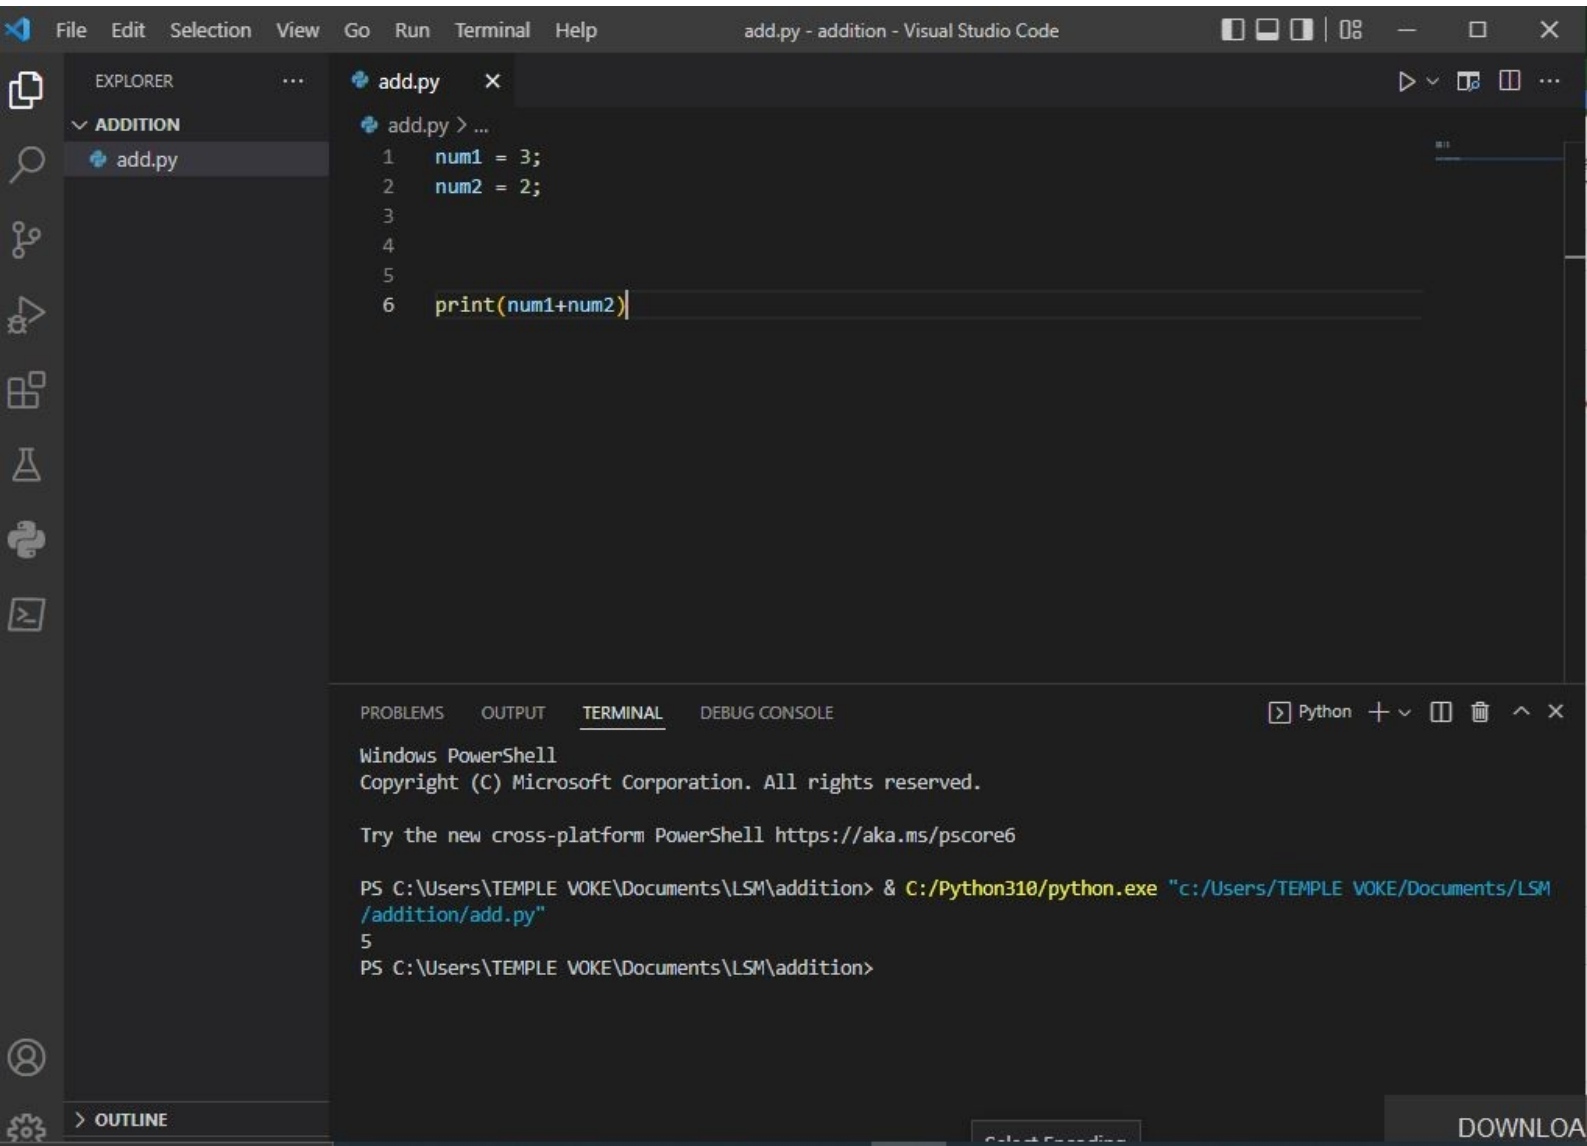 File Edit Selection View Go Run Terminal Help add.py - addition - Visual Studio Code
EXPLORER ...
ADDITION
add.py
add.py
add.py > ...
1 num1 = 3;
2 num2 = 2;
3
4
5
6 print(num1+num2)
PROBLEMS OUTPUT TERMINAL DEBUG CONSOLE Python
Windows PowerShell
Copyright (C) Microsoft Corporation. All rights reserved.
Try the new cross-platform PowerShell https://aka.ms/pscore6
PS C:\Users\TEMPLE VOKE\Documents\LSM\addition> & C:/Python310/python.exe "c:/Users/TEMPLE VOKE/Documents/LSM
/addition/add.py"
5
PS C:\Users\TEMPLE VOKE\Documents\LSM\addition>
OUTLINE
Select Encoding
DOWNLOA